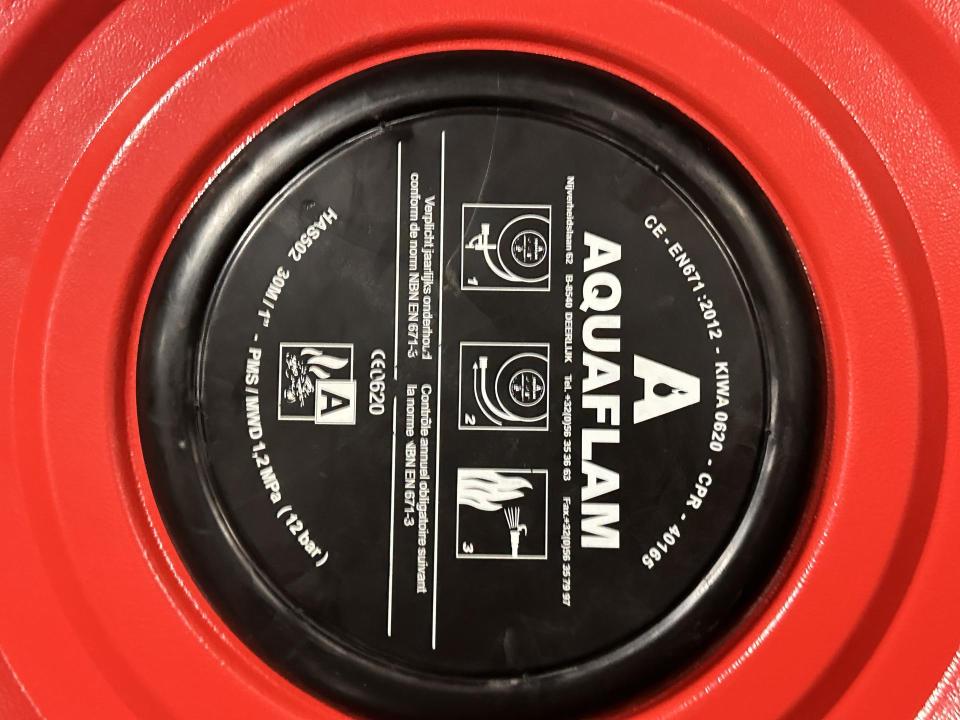 CE - EN671:2012 - KIWA 0620 - CPR - 40165
A
AQUAFLAM
Nijverheidslaan 62 B-8540 DEERLIJK Tel. +32(0)56 35 36 63 Fax.+32(0)56 35 79 97
1 2 3
Verplicht jaarlijks onderhoud Contrôle annuel obligatoire suivant
conform de norm NBN EN 671-3 la norme NBN EN 671-3
CE0620
A
HAS502 30M / 1" - PMS / MWD 1,2 MPa ( 12 bar )